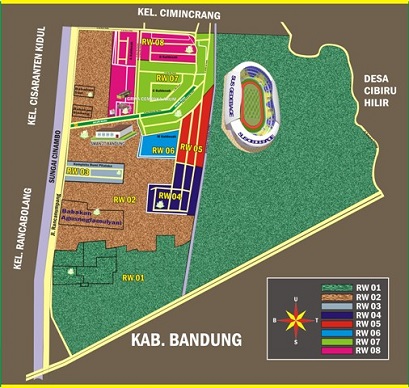 KEL. CIMINCRANG
KEL. CISARANTEN KIDUL
RW 08
RW 07
DESA
CIBIRU
HILIR
SUNGAI CINAMBO
RW 06
RW 05
RW 03
RW 02
RW 04
KEL. RANCABOLANG
Babakan
RW 01
KAB. BANDUNG
U
B
T
S
RW 01
RW 02
RW 03
RW 04
RW 05
RW 06
RW 07
RW 08